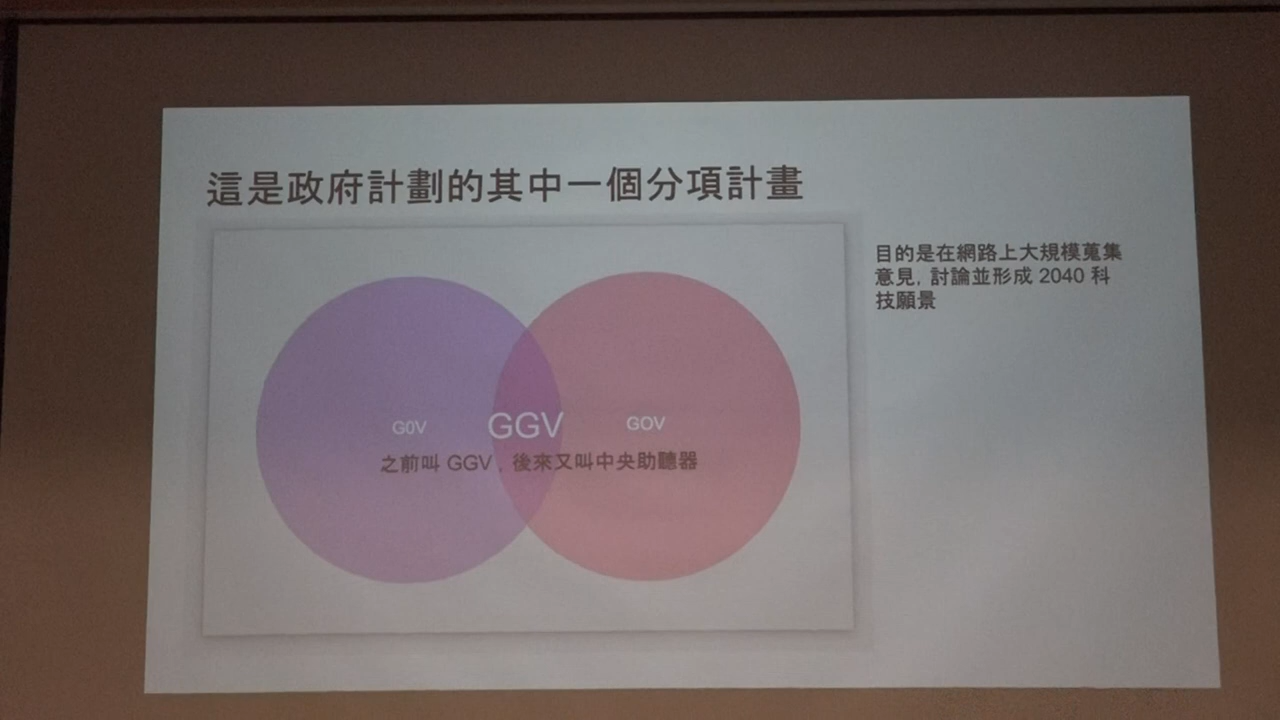 這是政府計劃的其中一個分項計畫
目的是在網路上大規模蒐集
意見, 討論並形成 2040 科
技願景
G0V
GGV
GOV
之前叫 GGV，後來又叫中央助聽器